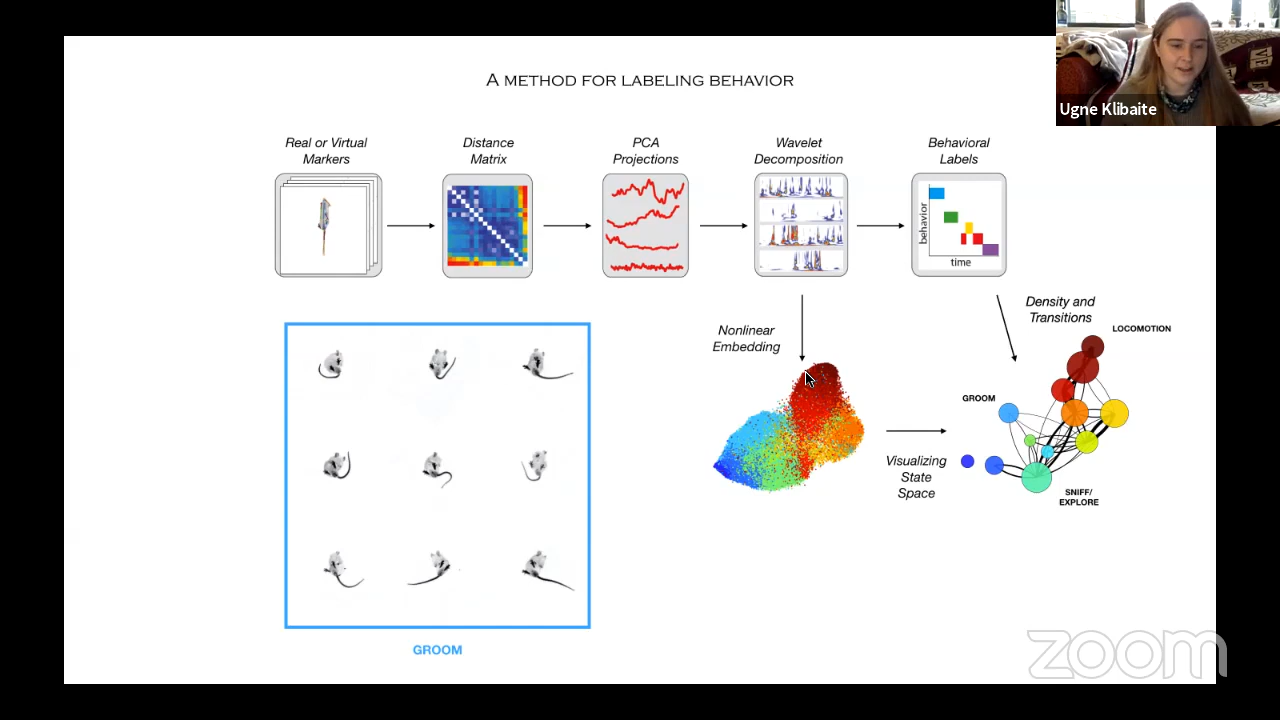 A METHOD FOR LABELING BEHAVIOR
Ugne Klibaite
Real or Virtual
Markers
Distance
Matrix
PCA
Projections
Wavelet
Decomposition
Behavioral
Labels
behavior
time
Nonlinear
Embedding
Density and
Transitions
LOCOMOTION
GROOM
Visualizing
State
Space
SNIFF/
EXPLORE
GROOM
zoom